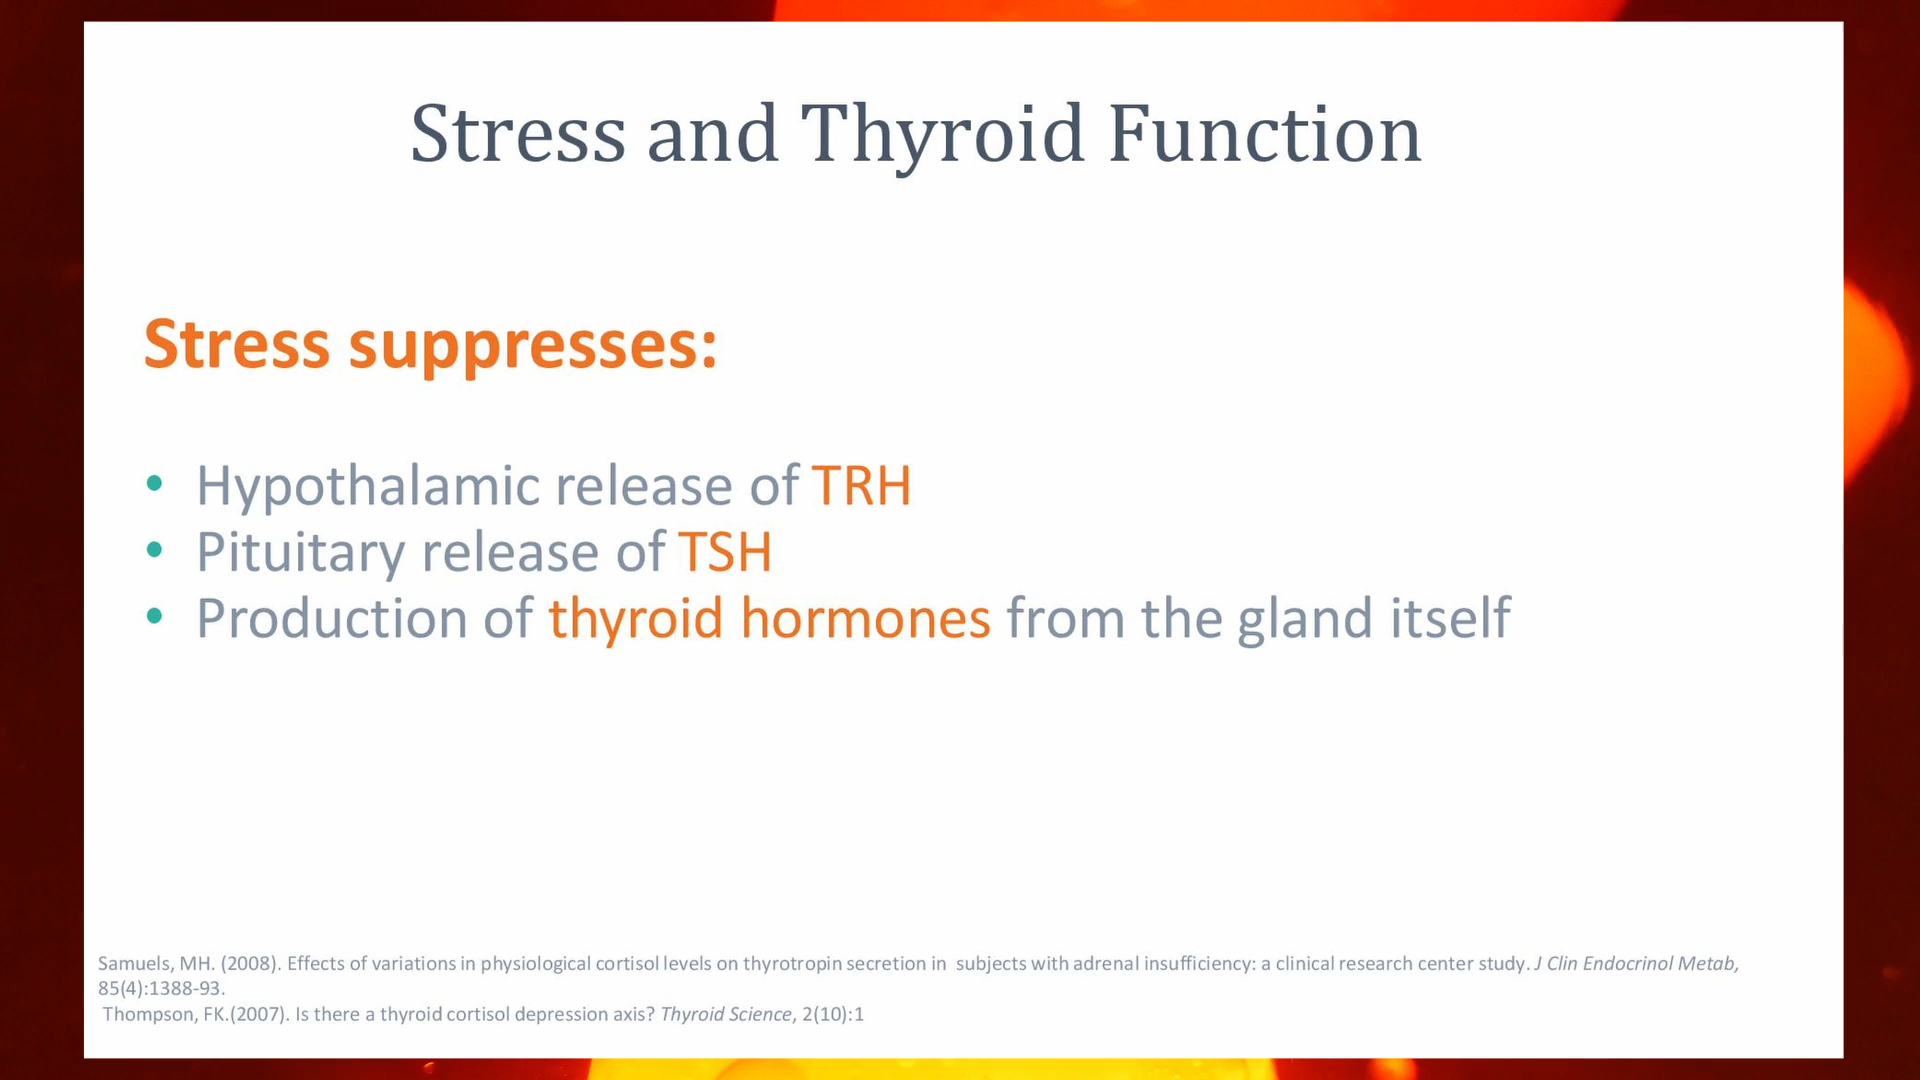 Stress and Thyroid Function
Stress suppresses:
• Hypothalamic release of TRH
• Pituitary release of TSH
• Production of thyroid hormones from the gland itself
Samuels, MH. (2008). Effects of variations in physiological cortisol levels on thyrotropin secretion in subjects with adrenal insufficiency: a clinical research center study. J Clin Endocrinol Metab,
85(4):1388-93.
Thompson, FK.(2007). Is there a thyroid cortisol depression axis? Thyroid Science, 2(10):1